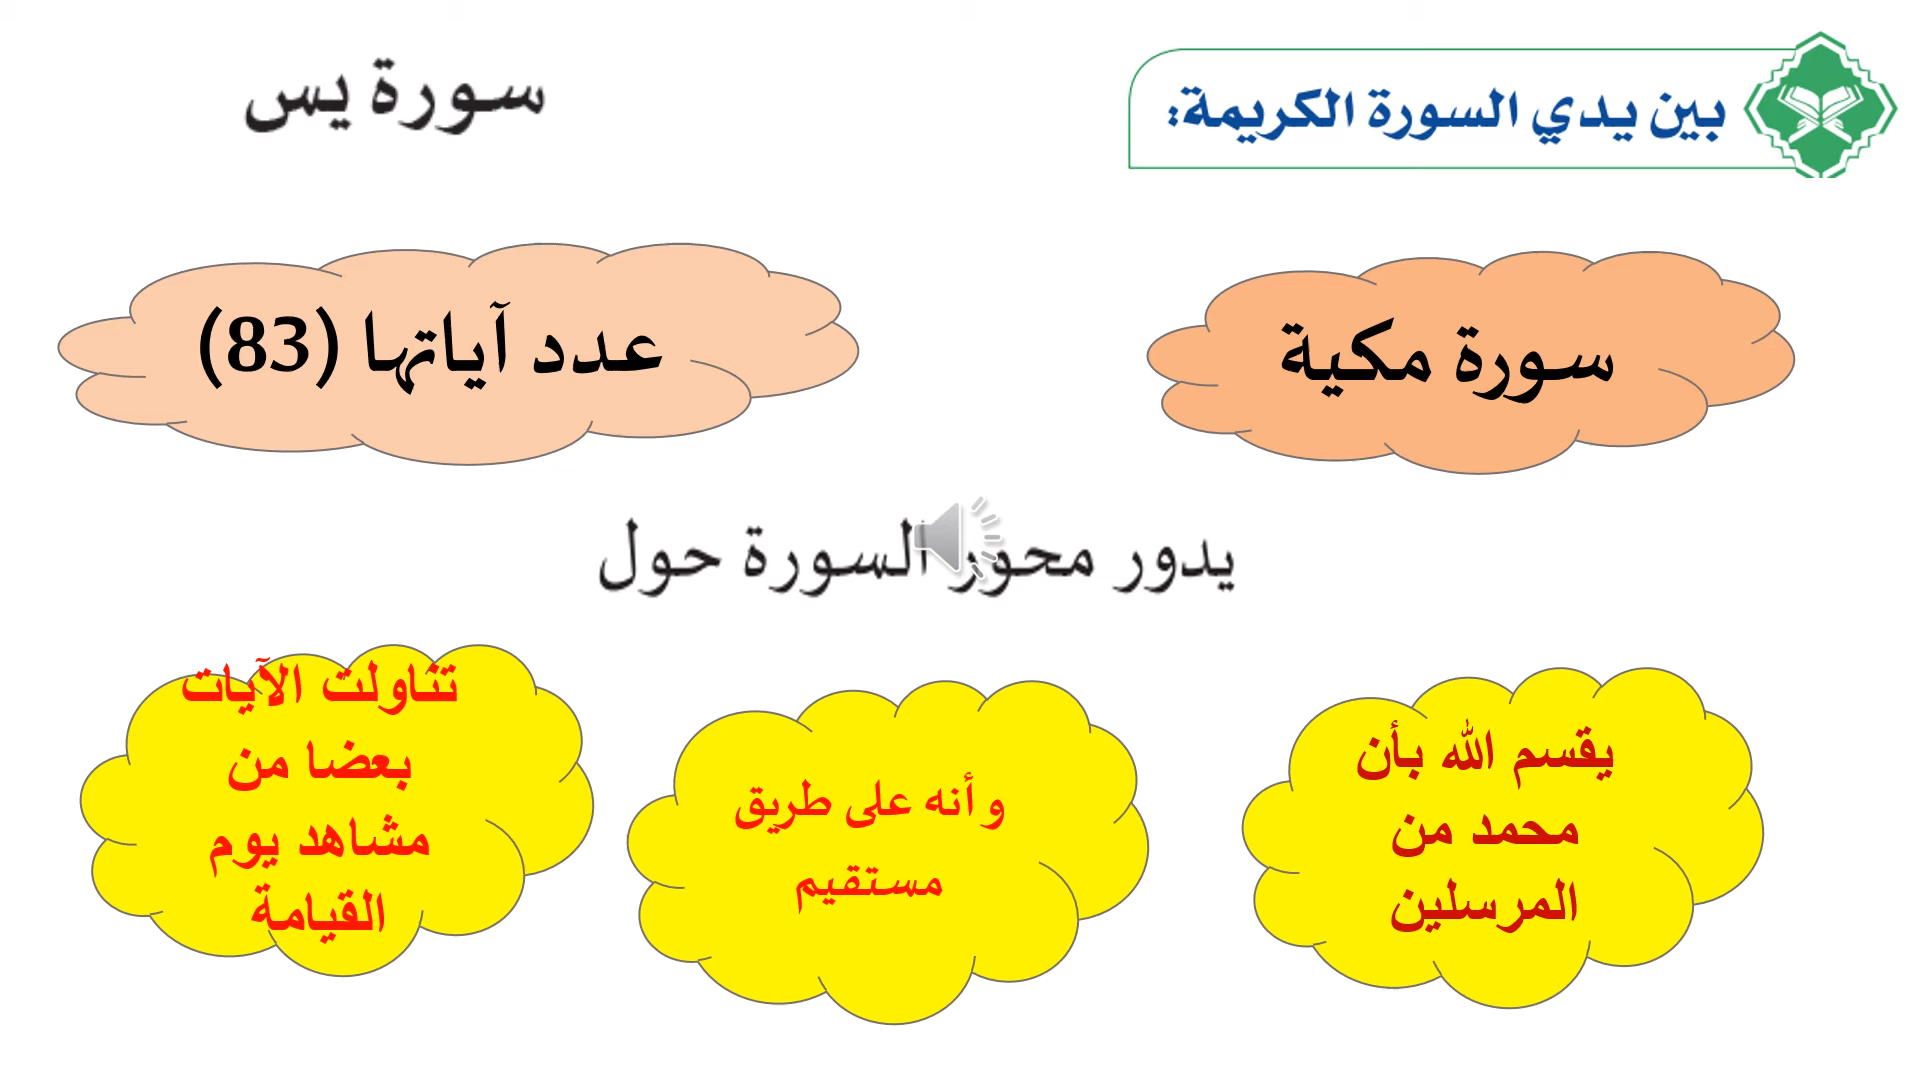 بين يدي السورة الكريمة:
سورة يس
سورة مكية
عدد آياتها (83)
يدور محور السورة حول
يقسم الله بأن
محمد من
المرسلين
وأنه على طريق
مستقيم
تناولت الآيات
بعضا من
مشاهد يوم
القيامة